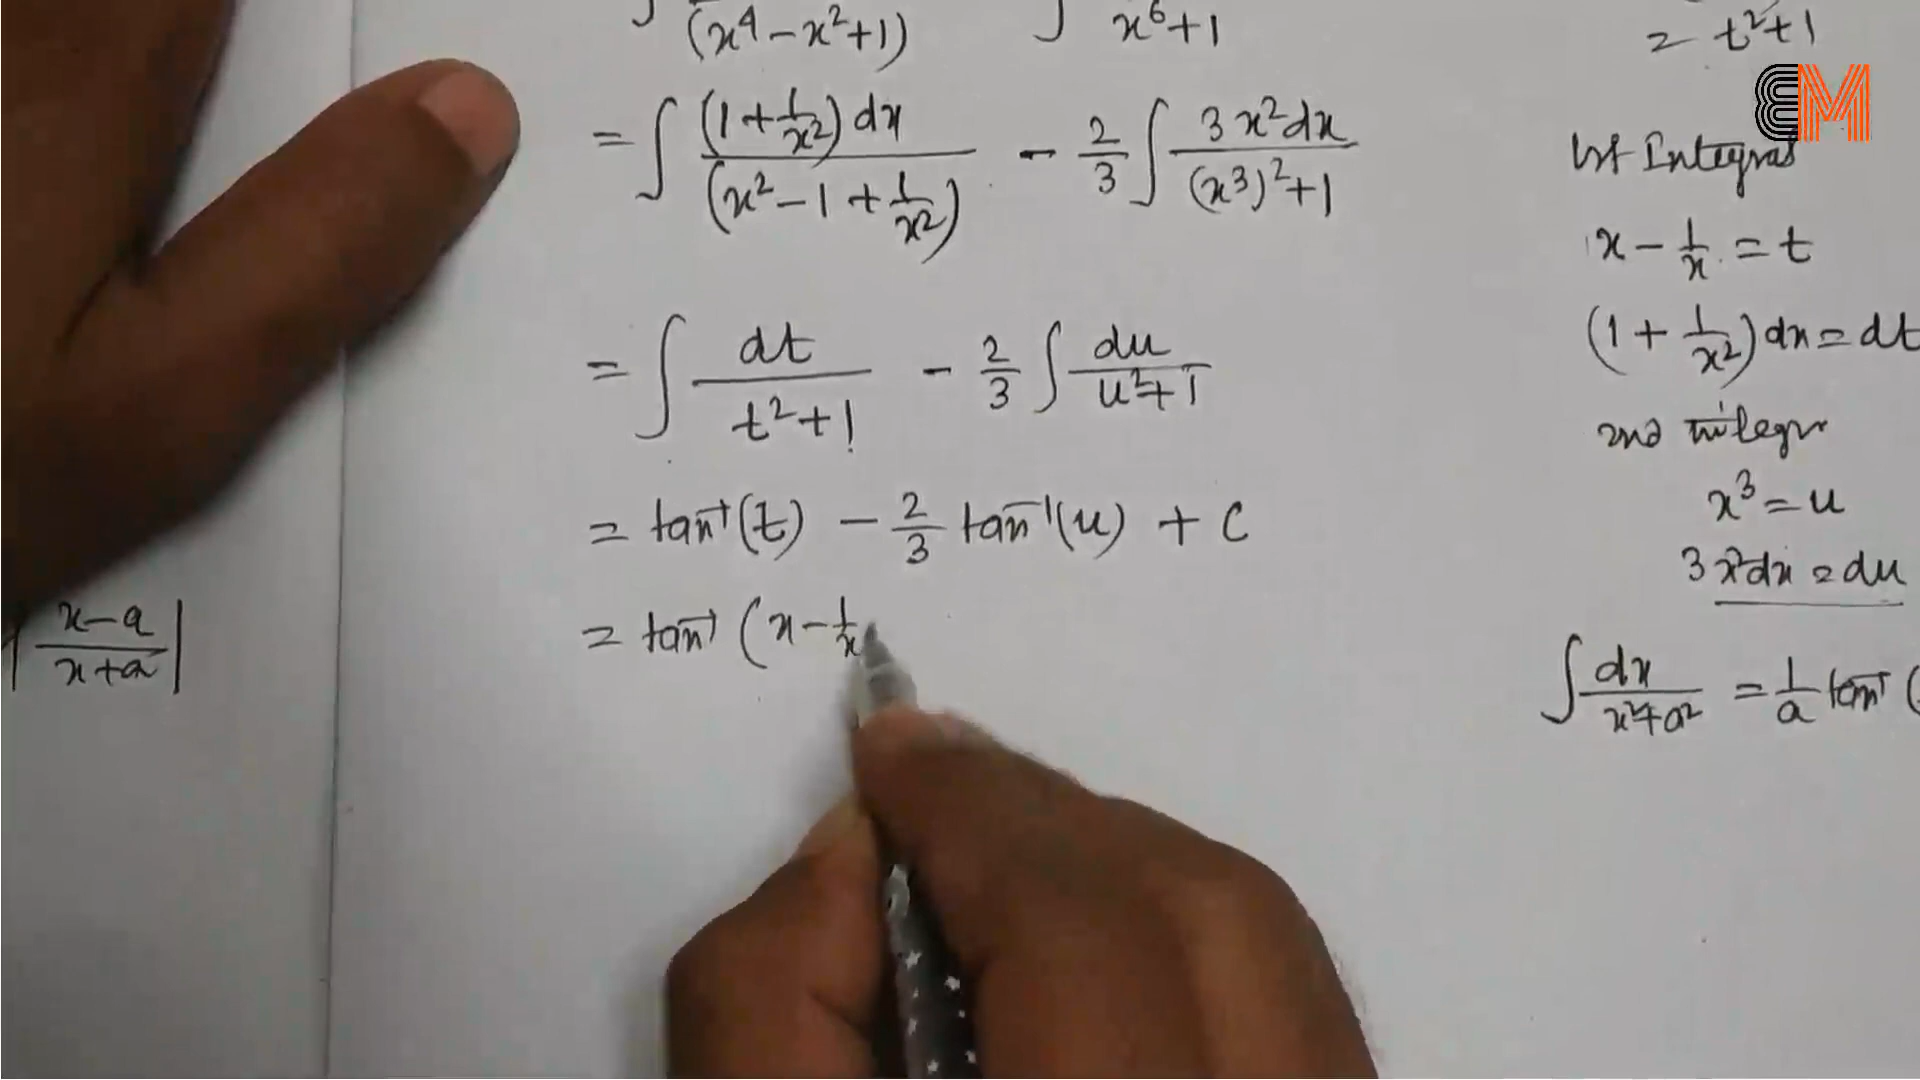 ∫ (x⁴-x²+1) ∫ x⁶+1
= ∫ (1+1/x²)dx / (x²-1+1/x²) - 2/3 ∫ 3x²dx / (x³)²+1
= ∫ dt / t²+1 - 2/3 ∫ du / u²+1
= tan⁻¹(t) - 2/3 tan⁻¹(u) + C
= tan⁻¹ (x-1/x
= t²+1
EM
Ist Integral
x - 1/x = t
(1+1/x²)dx = dt
2nd
x³ = u
3x²dx = du
∫ dx / x²+a² = 1/a tan⁻¹ (
| x-a / x+a |